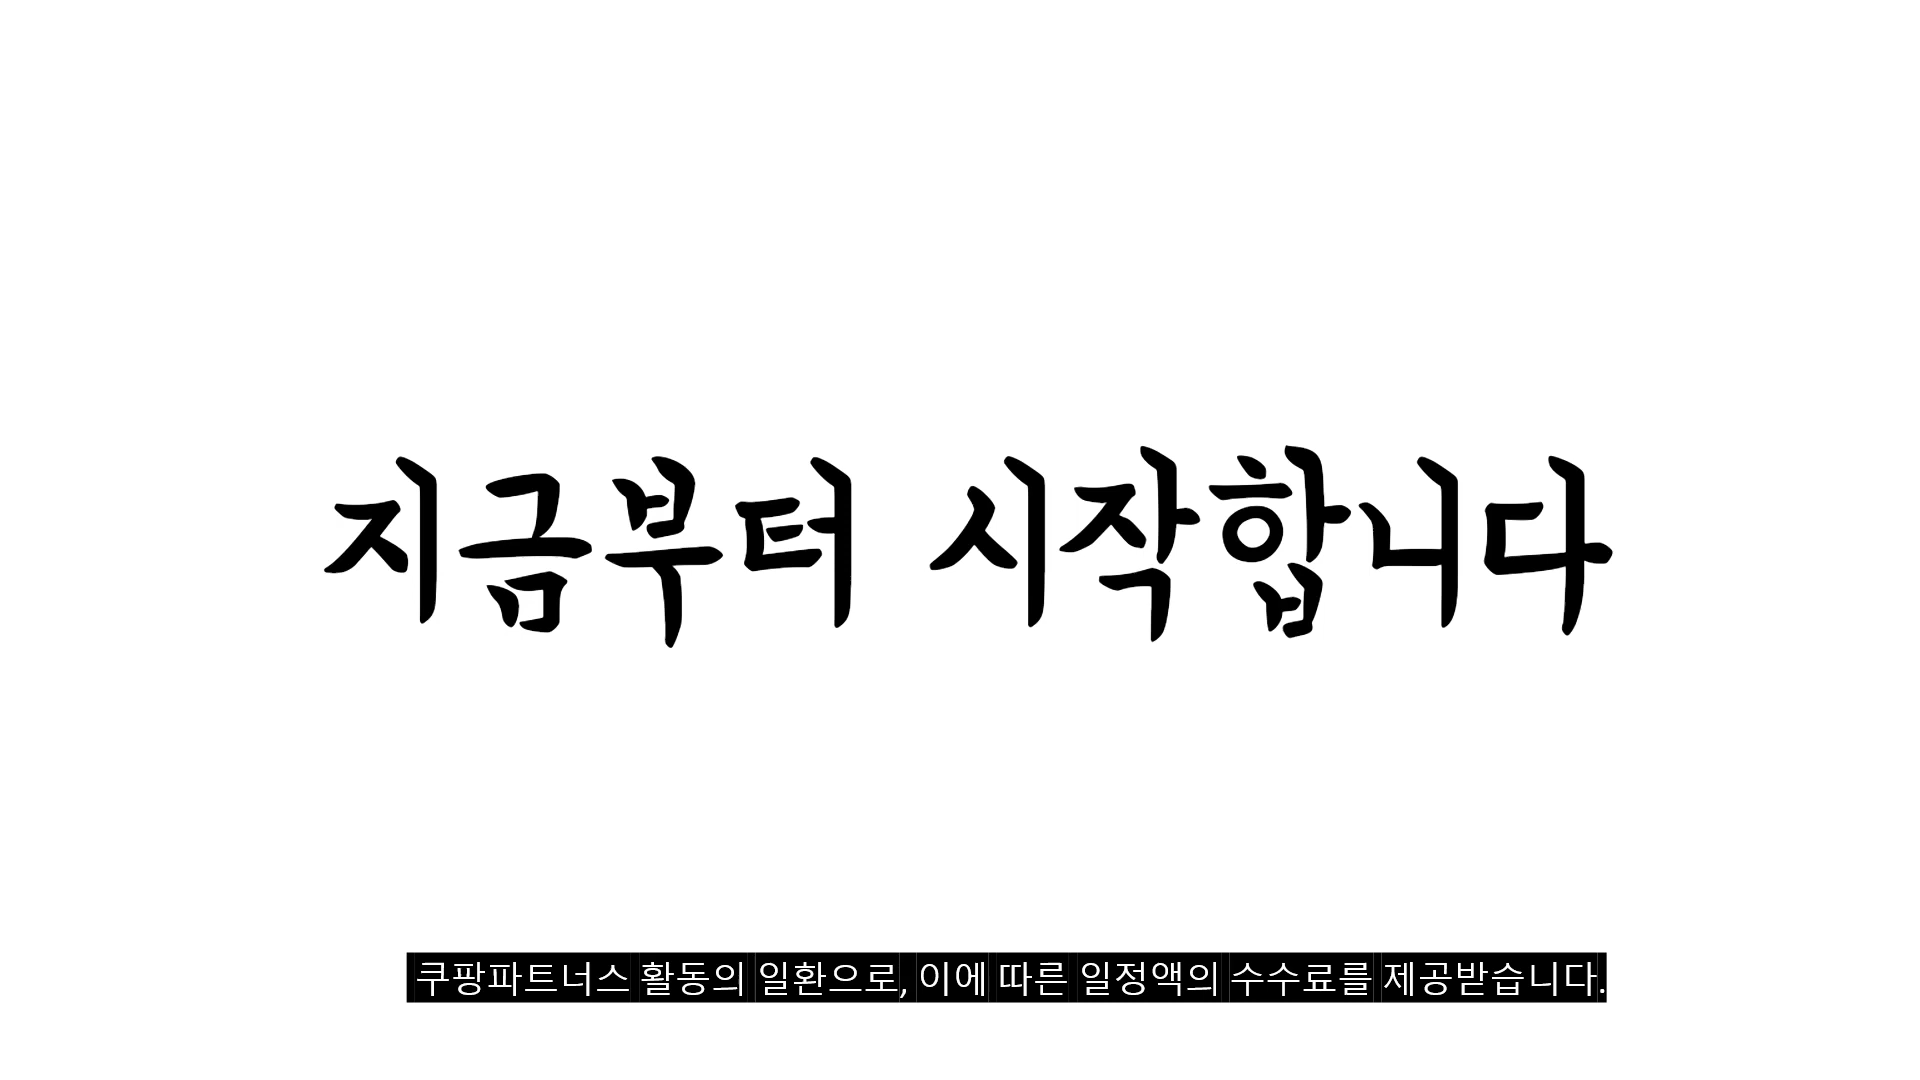 지금부터 시작합니다
쿠팡파트너스 활동의 일환으로, 이에 따른 일정액의 수수료를 제공받습니다.